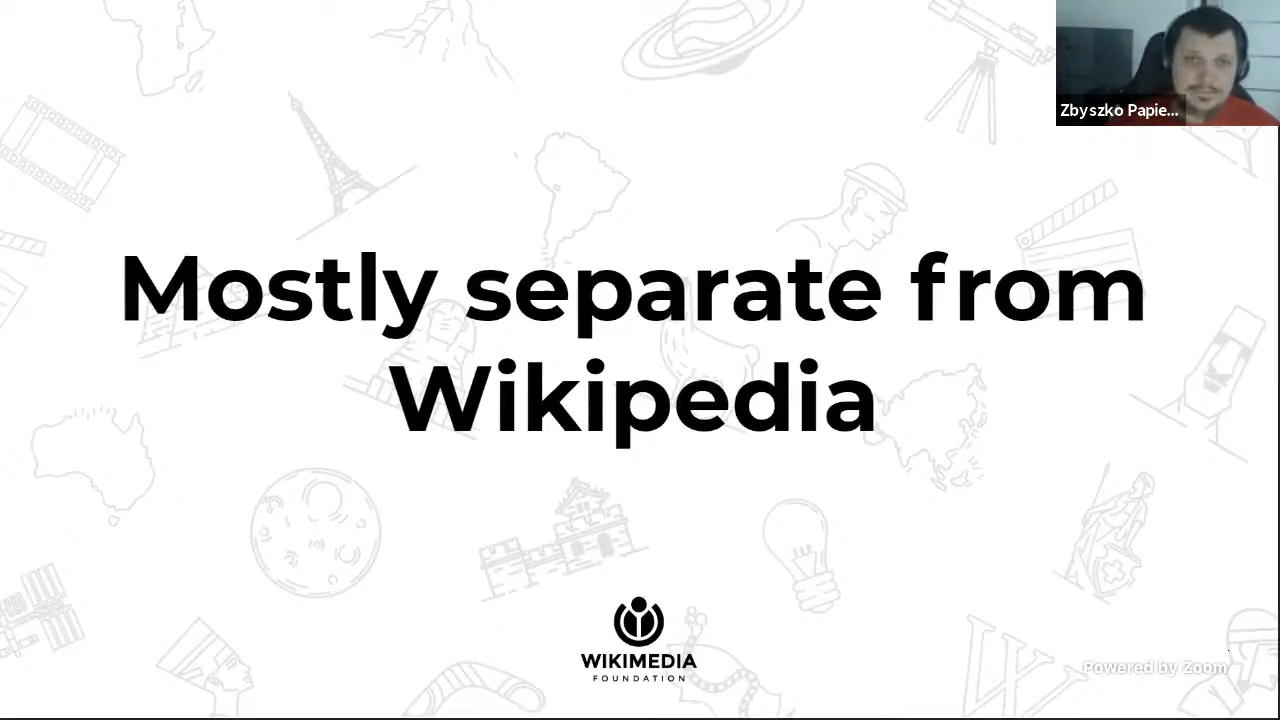 Zbyszko Papie...
Mostly separate from
Wikipedia
WIKIMEDIA
FOUNDATION
Powered by Zoom